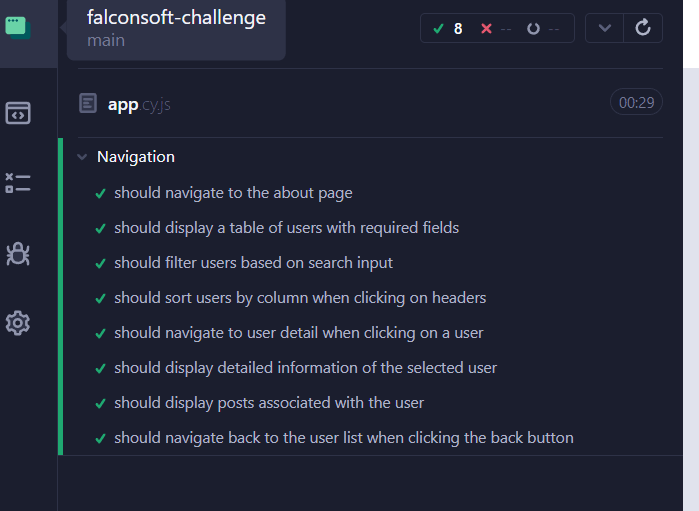 falconsoft-challenge
main
8 -- --
app.cy.js
00:29
Navigation
should navigate to the about page
should display a table of users with required fields
should filter users based on search input
should sort users by column when clicking on headers
should navigate to user detail when clicking on a user
should display detailed information of the selected user
should display posts associated with the user
should navigate back to the user list when clicking the back button